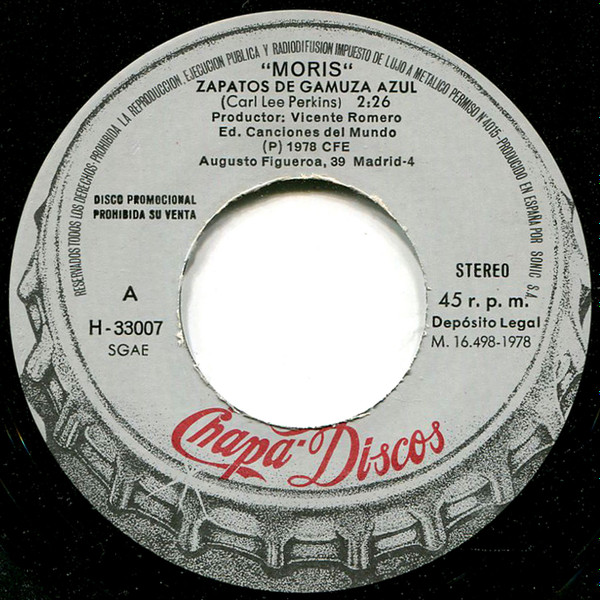 RESERVADOS TODOS LOS DERECHOS·PROHIBIDA LA REPRODUCCION EJECUCION PUBLICA Y RADIODIFUSION IMPUESTO DE LUJO A METALICO PERMISO Nº 4015-PRODUCIDO EN ESPAÑA POR SONIC S.A.
"MORIS"
ZAPATOS DE GAMUZA AZUL
(Carl Lee Perkins) 2:26
Productor: Vicente Romero
Ed. Canciones del Mundo
(P) 1978 CFE
Augusto Figueroa, 39 Madrid-4
DISCO PROMOCIONAL
PROHIBIDA SU VENTA
A
H-33007
SGAE
STEREO
45 r.p.m.
Depósito Legal
M. 16.498-1978
Chapa-Discos